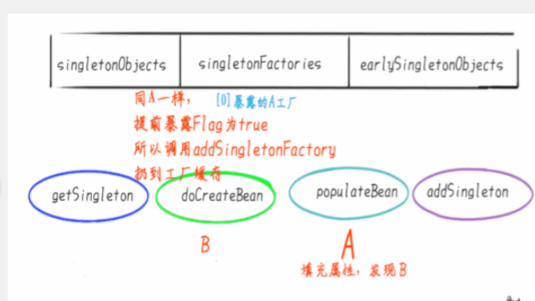 singletonObjects singletonFactories earlySingletonObjects
同A一样， [0]暴露的A工厂
提前暴露Flag为true
所以调用addSingletonFactory
扔到工厂缓存
getSingleton doCreateBean populateBean addSingleton
B A
填充属性，发现B